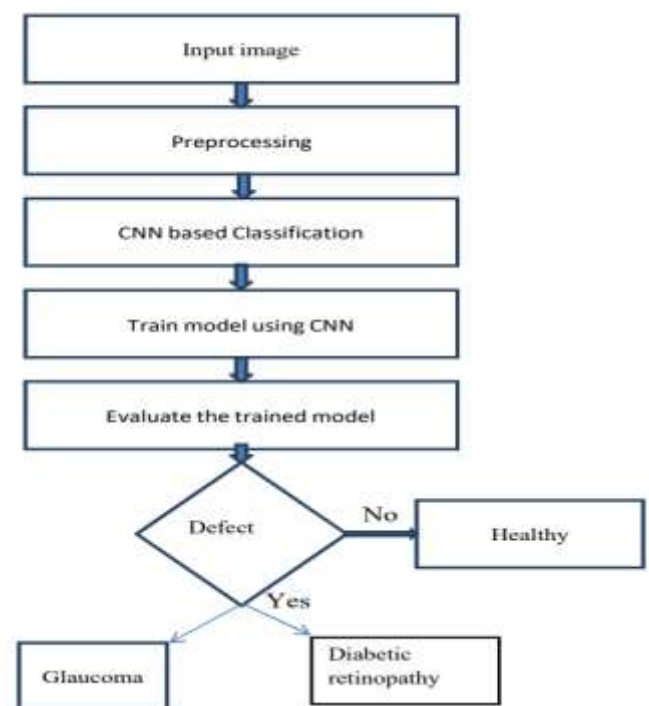 Input image
Preprocessing
CNN based Classification
Train model using CNN
Evaluate the trained model
Defect
No
Healthy
Yes
Glaucoma
Diabetic
retinopathy